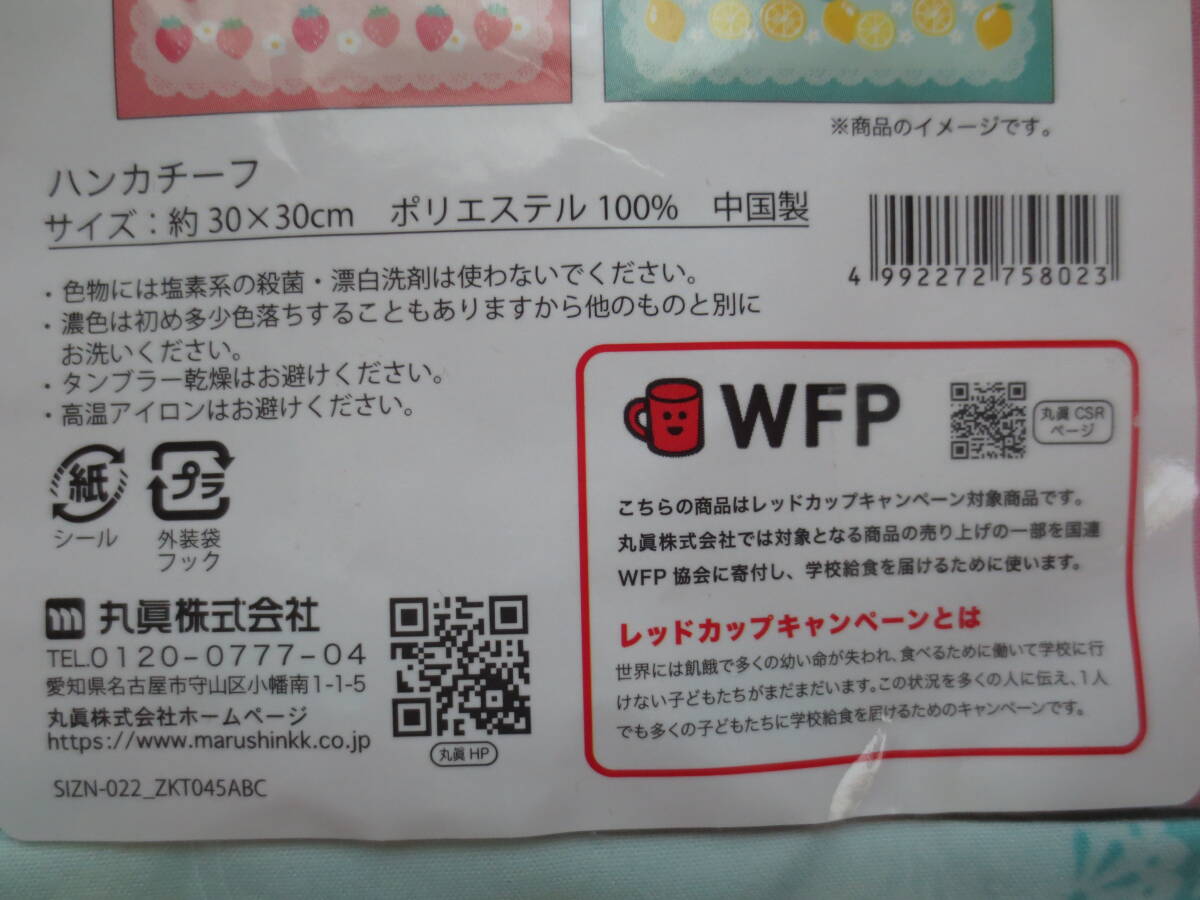 ※商品のイメージです。
ハンカチーフ
サイズ：約 30×30cm　ポリエステル 100%　中国製
4 992272 758023
・色物には塩素系の殺菌・漂白洗剤は使わないでください。
・濃色は初め多少色落ちすることもありますから他のものと別に
お洗いください。
・タンブラー乾燥はお避けください。
・高温アイロンはお避けください。
紙
シール
プラ
外装袋
フック
丸眞株式会社
TEL.0120-0777-04
愛知県名古屋市守山区小幡南1-1-5
丸眞株式会社ホームページ
https://www.marushinkk.co.jp
丸眞 HP
SIZN-022_ZKT045ABC
WFP
丸眞 CSR
ページ
こちらの商品はレッドカップキャンペーン対象商品です。
丸眞株式会社では対象となる商品の売り上げの一部を国連
WFP 協会に寄付し、学校給食を届けるために使います。
レッドカップキャンペーンとは
世界には飢餓で多くの幼い命が失われ、食べるために働いて学校に行
けない子どもたちがまだまだいます。この状況を多くの人に伝え、1人
でも多くの子どもたちに学校給食を届けるためのキャンペーンです。